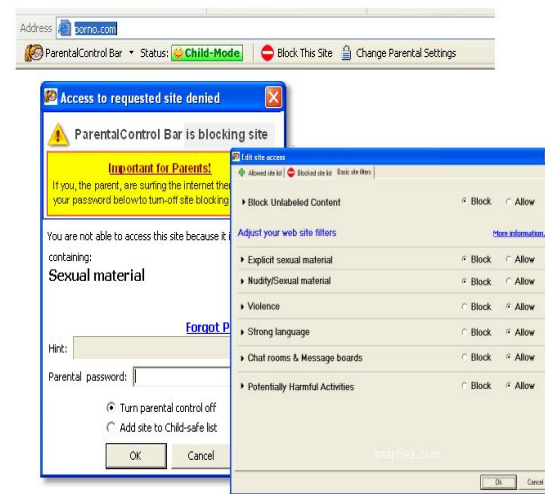 Address porno.com
ParentalControl Bar Status: Child-Mode Block This Site Change Parental Settings
Access to requested site denied
ParentalControl Bar is blocking site
Important for Parents!
If you, the parent, are surfing the internet the
your password belowto turn-off site blocking
You are not able to access this site because it i
containing:
Sexual material
Forgot P
Hint:
Parental password:
Turn parental control off
Add site to Child-safe list
OK Cancel
Edit site access
Allowed site list Blocked site list Basic site filters
Block Unlabeled Content Block Allow
Adjust your web site filters More information.
Explicit sexual material Block Allow
Nudity/Sexual material Block Allow
Violence Block Allow
Strong language Block Allow
Chat rooms & Message boards Block Allow
Potentially Harmful Activities Block Allow
snapfiles.com
Ok Cancel